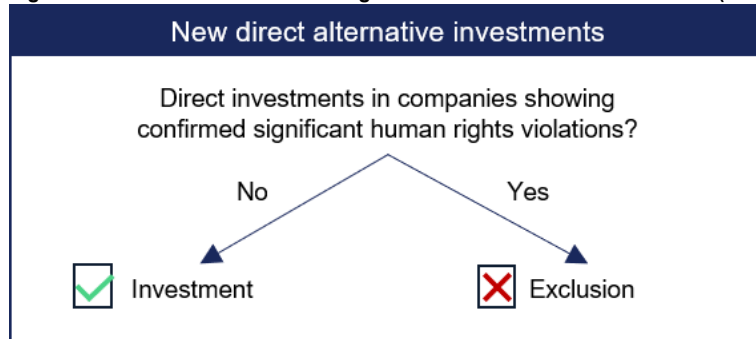 New direct alternative investments
Direct investments in companies showing
confirmed significant human rights violations?
No
Yes
Investment
Exclusion